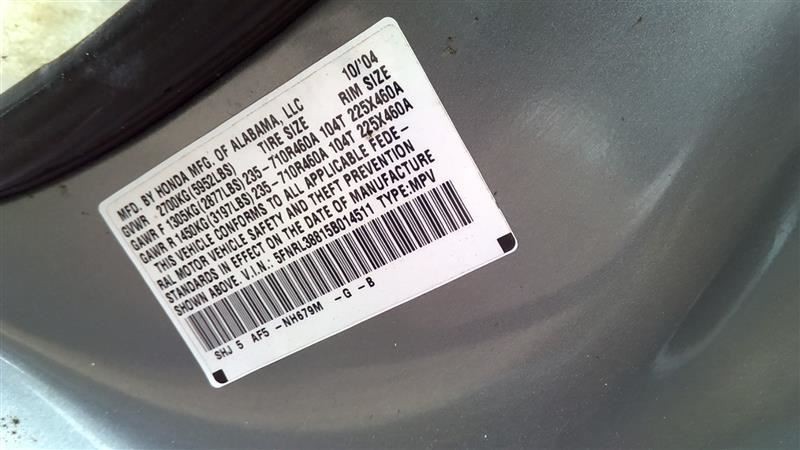 MFD. BY HONDA MFG. OF ALABAMA, LLC 10/'04
GVWR 2700KG(5952LBS) TIRE SIZE RIM SIZE
GAWR F 1305KG(2877LBS)235-710R460A 104T 225X460A
GAWR R 1450KG(3197LBS)235-710R460A 104T 225X460A
THIS VEHICLE CONFORMS TO ALL APPLICABLE FEDE-
RAL MOTOR VEHICLE SAFETY AND THEFT PREVENTION
STANDARDS IN EFFECT ON THE DATE OF MANUFACTURE
SHOWN ABOVE. V.I.N.: 5FNRL38815B014511 TYPE:MPV
SHJ 5 AF5 -NH679M -G -B